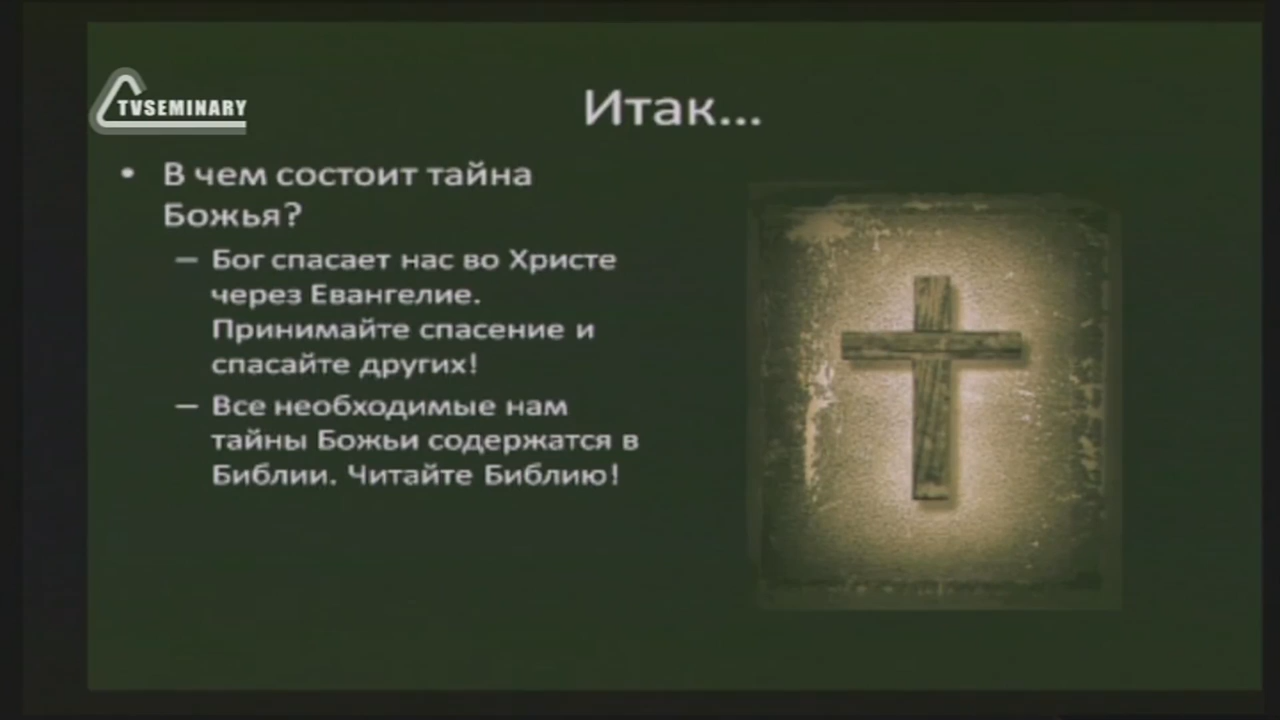 TVSEMINARY
Итак...
• В чем состоит тайна
Божья?
– Бог спасает нас во Христе
через Евангелие.
Принимайте спасение и
спасайте других!
– Все необходимые нам
тайны Божьи содержатся в
Библии. Читайте Библию!